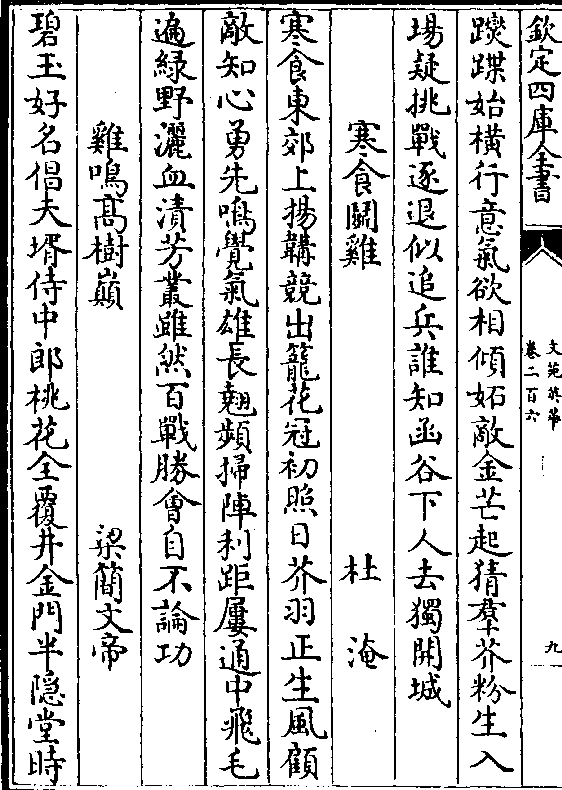 欽定四庫全書
文苑英華
卷二百六
九
躞蹀始橫行意氣欲相傾妬敵金芒起猜羣芥粉生入
場疑挑戰逐退似追兵誰知函谷下人去獨開城
寒食鬭雞 杜淹
寒食東郊上揚鞲競出籠花冠初照日芥羽正生風顧
敵知心勇先鳴覺氣雄長翹頻掃陣利距屢通中飛毛
遍綠野灑血漬芳叢雖然百戰勝會自不論功
雞鳴髙樹巔 梁簡文帝
碧玉好名倡夫壻侍中郎桃花全覆井金門半隠堂時